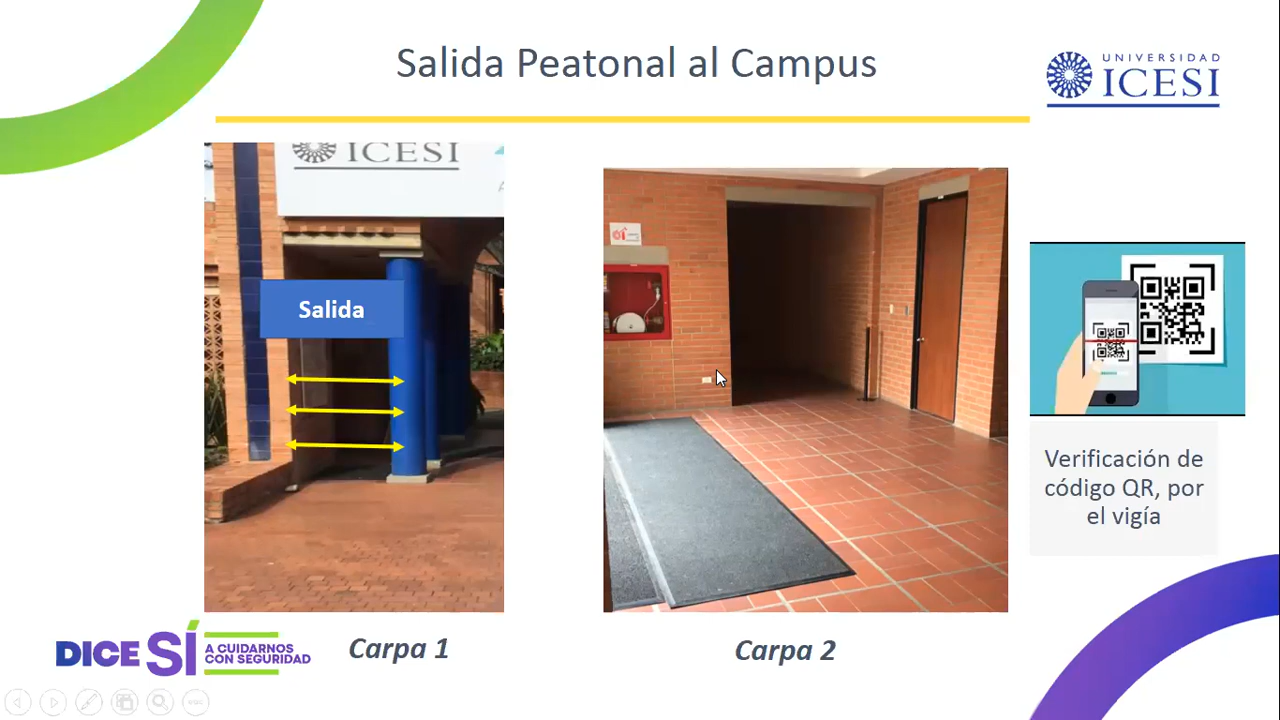 Salida Peatonal al Campus
UNIVERSIDAD
ICESI
ICESI
Salida
Verificación de
código QR, por
el vigía
Carpa 1
Carpa 2
DICE SÍ
A CUIDARNOS
CON SEGURIDAD